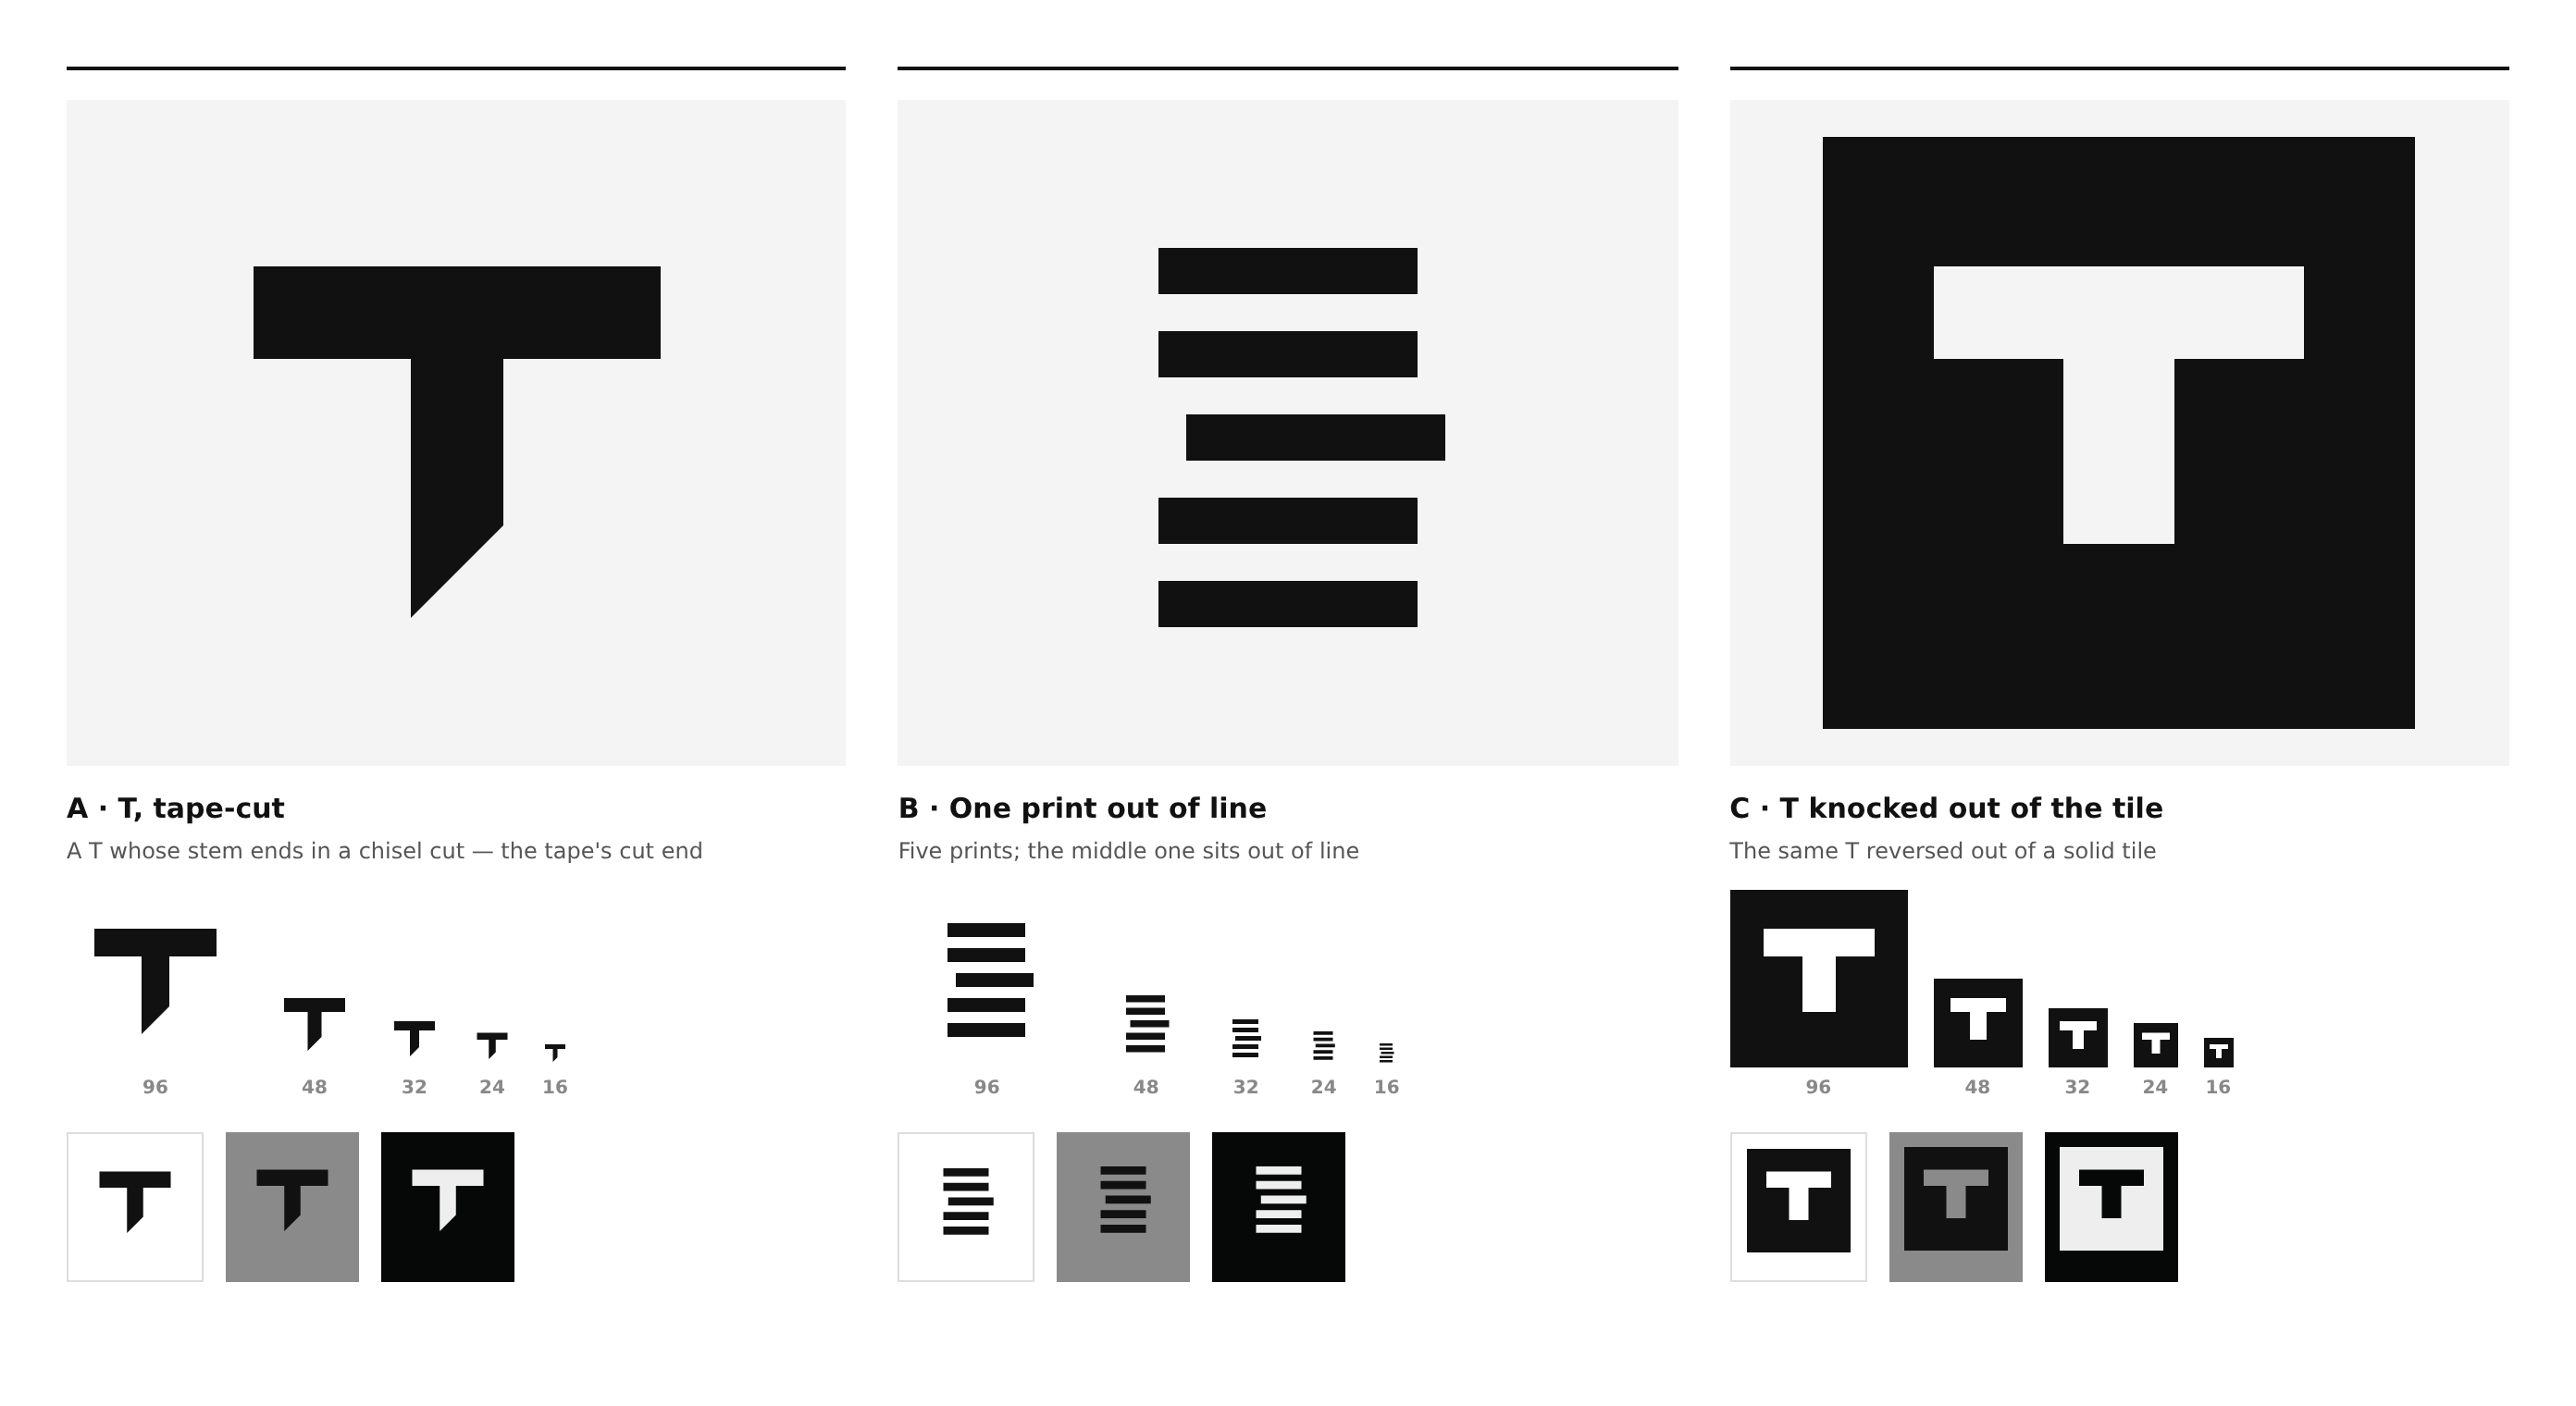 A · T, tape-cut
A T whose stem ends in a chisel cut — the tape's cut end
96 48 32 24 16
B · One print out of line
Five prints; the middle one sits out of line
96 48 32 24 16
C · T knocked out of the tile
The same T reversed out of a solid tile
96 48 32 24 16